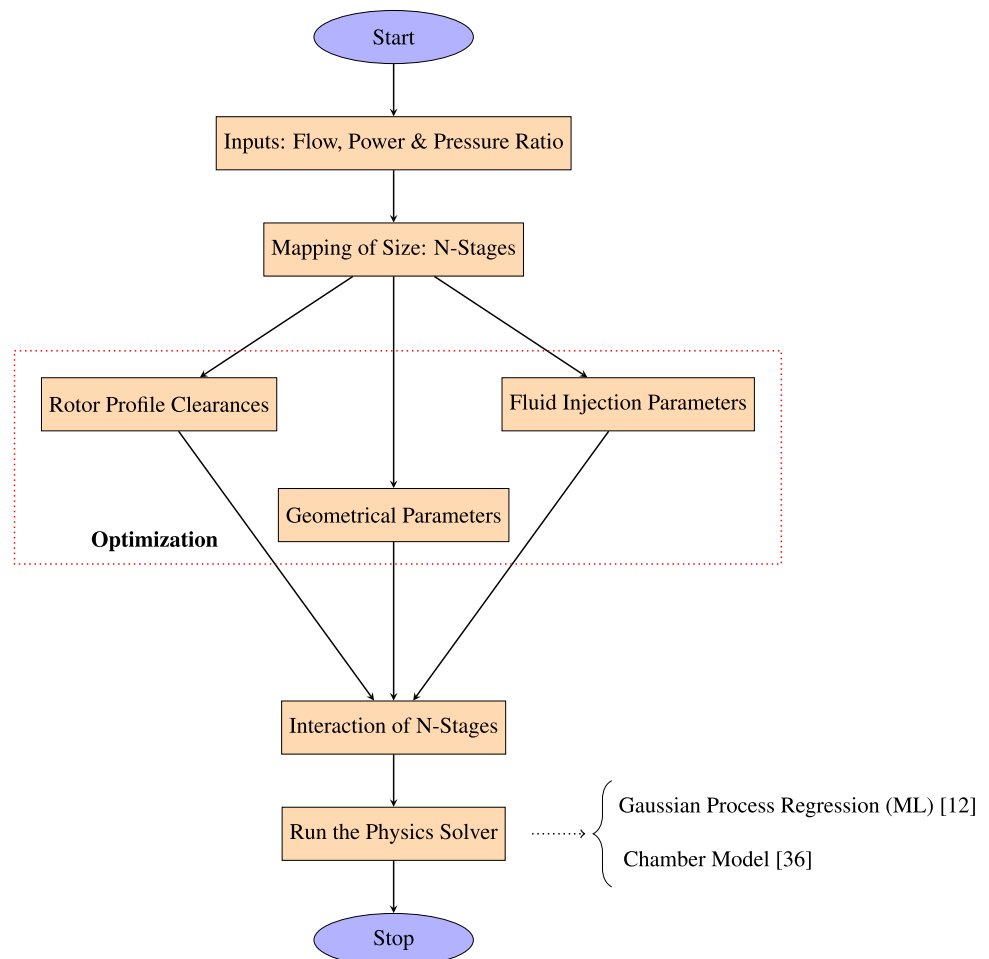 Start
Inputs: Flow, Power & Pressure Ratio
Mapping of Size: N-Stages
Rotor Profile Clearances
Fluid Injection Parameters
Geometrical Parameters
Optimization
Interaction of N-Stages
Run the Physics Solver
Gaussian Process Regression (ML) [12]
Chamber Model [36]
Stop